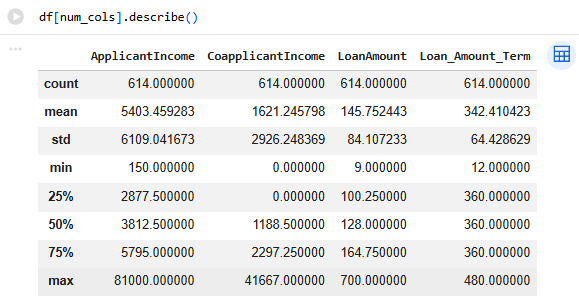 df[num_cols].describe()
ApplicantIncome CoapplicantIncome LoanAmount Loan_Amount_Term
count 614.000000 614.000000 614.000000 614.000000
mean 5403.459283 1621.245798 145.752443 342.410423
std 6109.041673 2926.248369 84.107233 64.428629
min 150.000000 0.000000 9.000000 12.000000
25% 2877.500000 0.000000 100.250000 360.000000
50% 3812.500000 1188.500000 128.000000 360.000000
75% 5795.000000 2297.250000 164.750000 360.000000
max 81000.000000 41667.000000 700.000000 480.000000